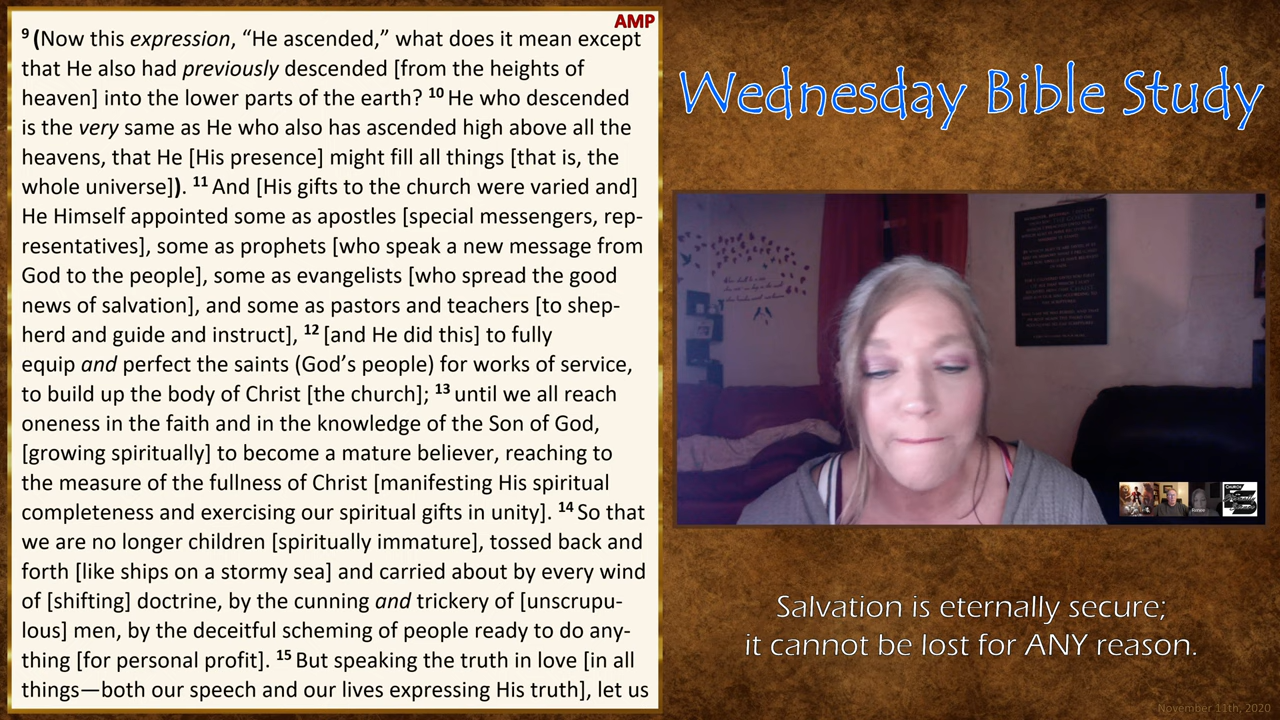 AMP
9 (Now this expression, “He ascended,” what does it mean except
that He also had previously descended [from the heights of
heaven] into the lower parts of the earth? 10 He who descended
is the very same as He who also has ascended high above all the
heavens, that He [His presence] might fill all things [that is, the
whole universe]). 11 And [His gifts to the church were varied and]
He Himself appointed some as apostles [special messengers, rep-
resentatives], some as prophets [who speak a new message from
God to the people], some as evangelists [who spread the good
news of salvation], and some as pastors and teachers [to shep-
herd and guide and instruct], 12 [and He did this] to fully
equip and perfect the saints (God’s people) for works of service,
to build up the body of Christ [the church]; 13 until we all reach
oneness in the faith and in the knowledge of the Son of God,
[growing spiritually] to become a mature believer, reaching to
the measure of the fullness of Christ [manifesting His spiritual
completeness and exercising our spiritual gifts in unity]. 14 So that
we are no longer children [spiritually immature], tossed back and
forth [like ships on a stormy sea] and carried about by every wind
of [shifting] doctrine, by the cunning and trickery of [unscrupu-
lous] men, by the deceitful scheming of people ready to do any-
thing [for personal profit]. 15 But speaking the truth in love [in all
things—both our speech and our lives expressing His truth], let us
Wednesday Bible Study
Church
Salvation is eternally secure;
it cannot be lost for ANY reason.
November 11th, 2020